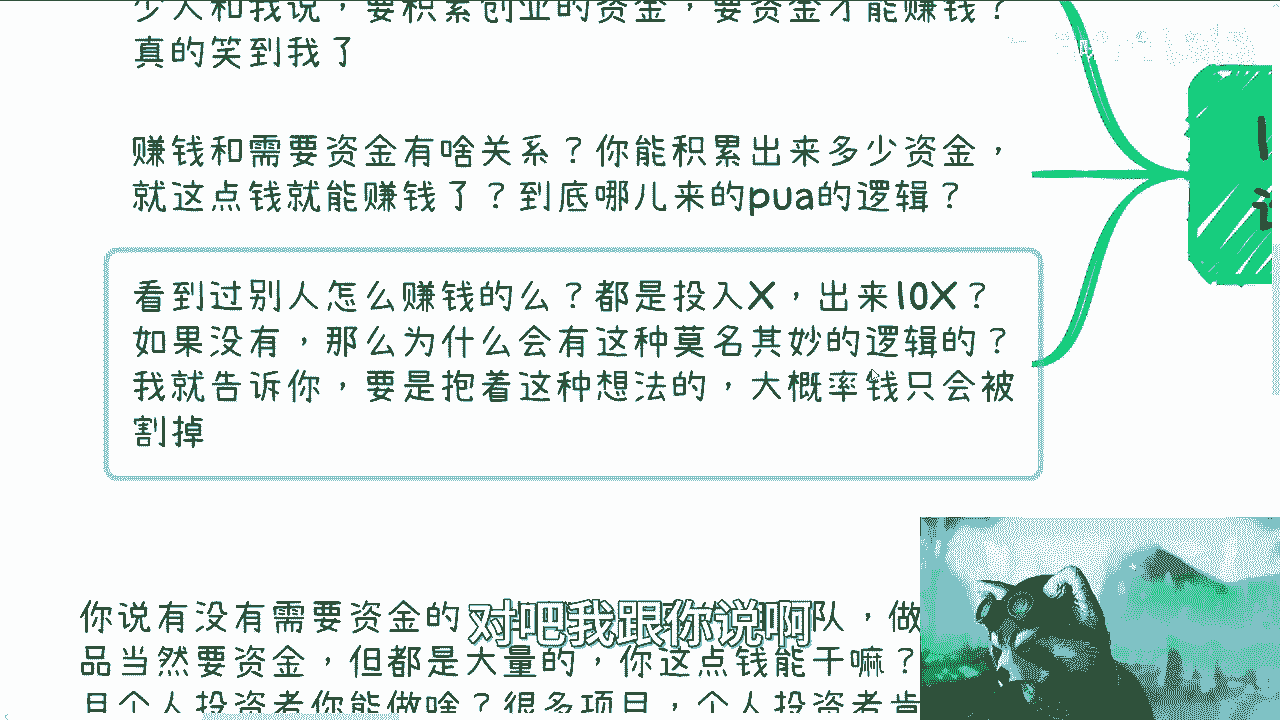 少人和我说，要积累创业的资金，要资金才能赚钱？
真的笑到我了
赚钱和需要资金有啥关系？你能积累出来多少资金，
就这点钱就能赚钱了？到底哪儿来的pua的逻辑？
看到过别人怎么赚钱的么？都是投入X，出来10X？
如果没有，那么为什么会有这种莫名其妙的逻辑的？
我就告诉你，要是抱着这种想法的，大概率钱只会被
割掉
你说有没有需要资金的
队，做
对吧我跟你说啊
品当然要资金，但都是大量的，你这点钱能干嘛？
且个人投资者你能做啥？很多项目，个人投资者肯